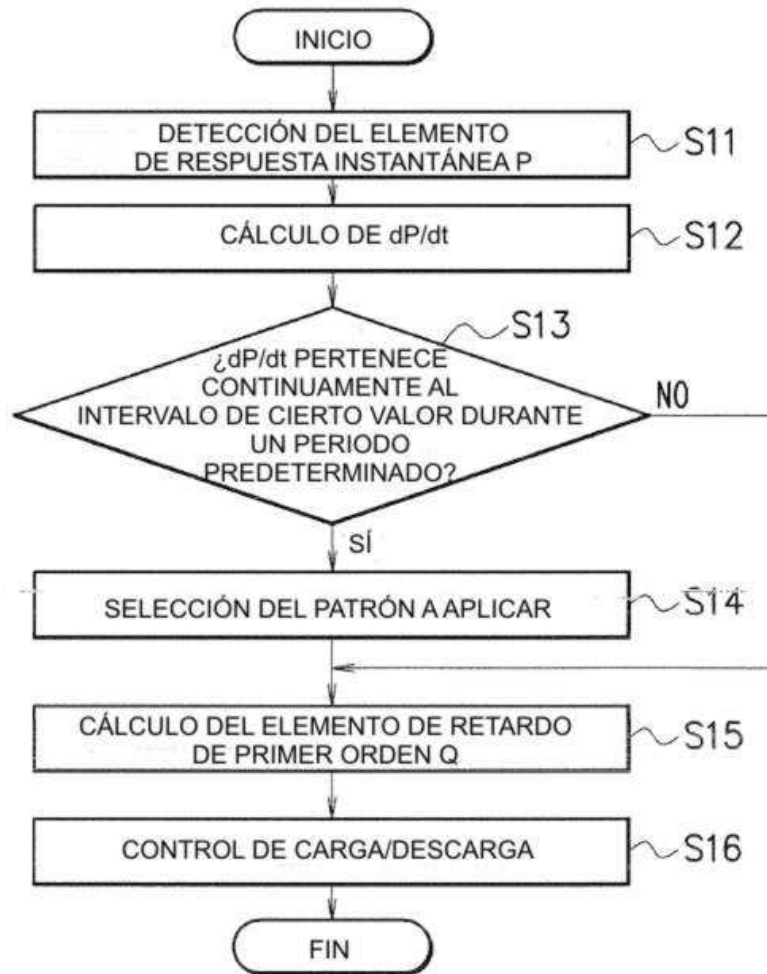 INICIO
DETECCIÓN DEL ELEMENTO
DE RESPUESTA INSTANTÁNEA P
S11
CÁLCULO DE dP/dt
S12
S13
¿dP/dt PERTENECE
CONTINUAMENTE AL
INTERVALO DE CIERTO VALOR DURANTE
UN PERIODO
PREDETERMINADO?
NO
SÍ
SELECCIÓN DEL PATRÓN A APLICAR
S14
CÁLCULO DEL ELEMENTO DE RETARDO
DE PRIMER ORDEN Q
S15
CONTROL DE CARGA/DESCARGA
S16
FIN